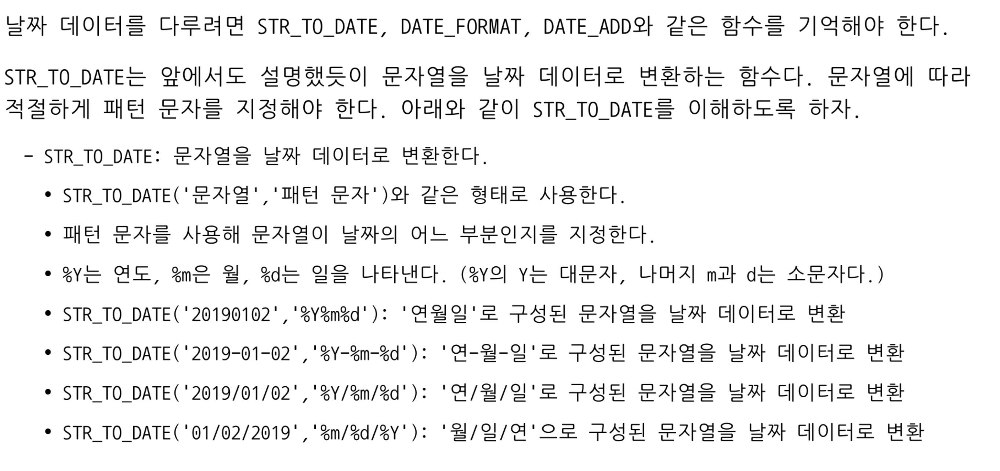 날짜 데이터를 다루려면 STR_TO_DATE, DATE_FORMAT, DATE_ADD와 같은 함수를 기억해야 한다.
STR_TO_DATE는 앞에서도 설명했듯이 문자열을 날짜 데이터로 변환하는 함수다. 문자열에 따라
적절하게 패턴 문자를 지정해야 한다. 아래와 같이 STR_TO_DATE를 이해하도록 하자.
- STR_TO_DATE: 문자열을 날짜 데이터로 변환한다.
• STR_TO_DATE('문자열','패턴 문자')와 같은 형태로 사용한다.
• 패턴 문자를 사용해 문자열이 날짜의 어느 부분인지를 지정한다.
• %Y는 연도, %m은 월, %d는 일을 나타낸다. (%Y의 Y는 대문자, 나머지 m과 d는 소문자다.)
• STR_TO_DATE('20190102','%Y%m%d'): '연월일'로 구성된 문자열을 날짜 데이터로 변환
• STR_TO_DATE('2019-01-02','%Y-%m-%d'): '연-월-일'로 구성된 문자열을 날짜 데이터로 변환
• STR_TO_DATE('2019/01/02','%Y/%m/%d'): '연/월/일'로 구성된 문자열을 날짜 데이터로 변환
• STR_TO_DATE('01/02/2019','%m/%d/%Y'): '월/일/연'으로 구성된 문자열을 날짜 데이터로 변환